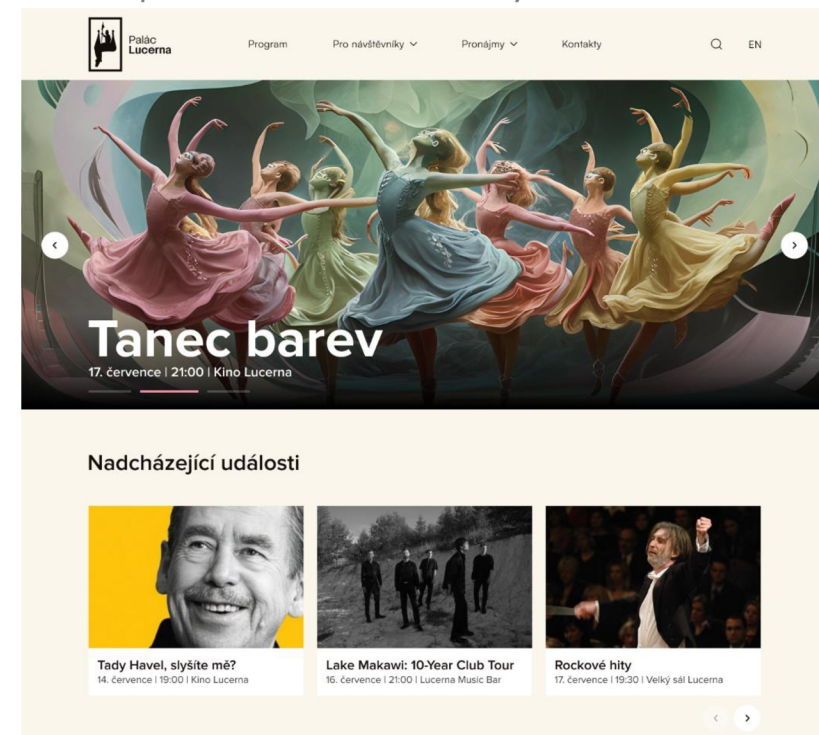 Palác
Lucerna
Program
Pro návštěvníky
Pronájmy
Kontakty
EN
Tanec barev
17. července | 21:00 | Kino Lucerna
Nadcházející události
Tady Havel, slyšíte mě?
14. července | 19:00 | Kino Lucerna
Lake Makawi: 10-Year Club Tour
16. července | 21:00 | Lucerna Music Bar
Rockové hity
17. července | 19:30 | Velký sál Lucerna